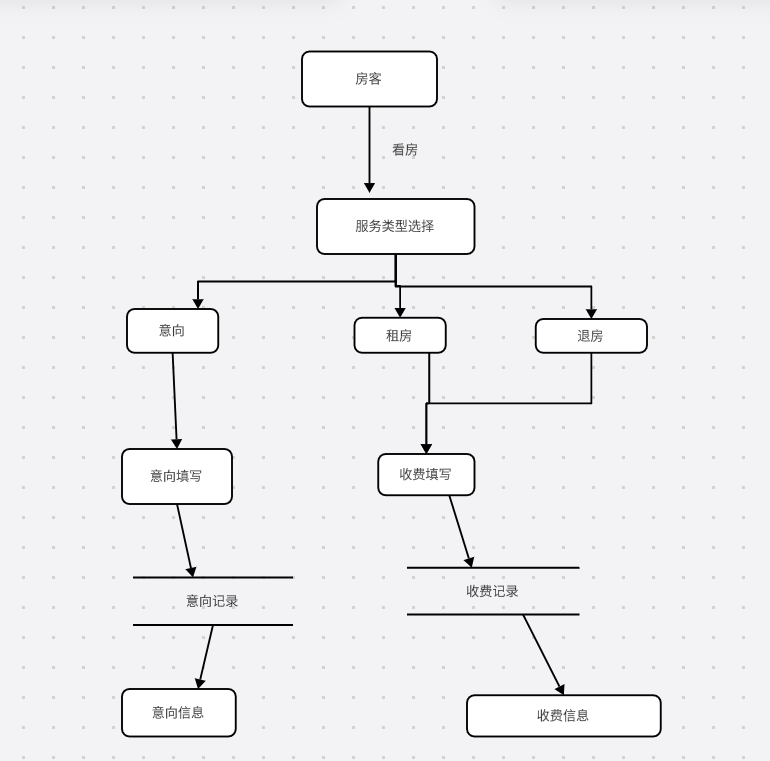 房客
看房
服务类型选择
意向
租房
退房
意向填写
收费填写
意向记录
收费记录
意向信息
收费信息